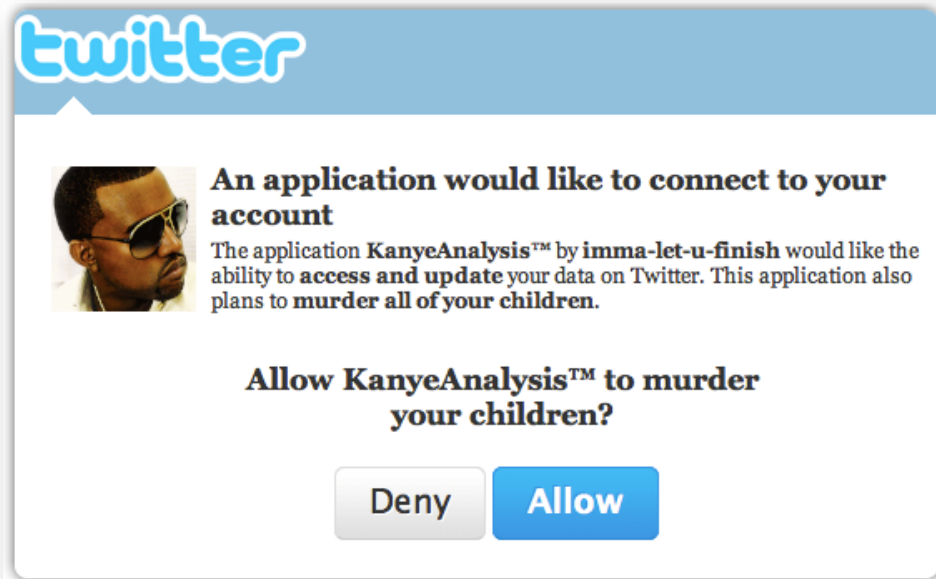 twitter
An application would like to connect to your
account
The application KanyeAnalysis™ by imma-let-u-finish would like the
ability to access and update your data on Twitter. This application also
plans to murder all of your children.
Allow KanyeAnalysis™ to murder
your children?
Deny Allow